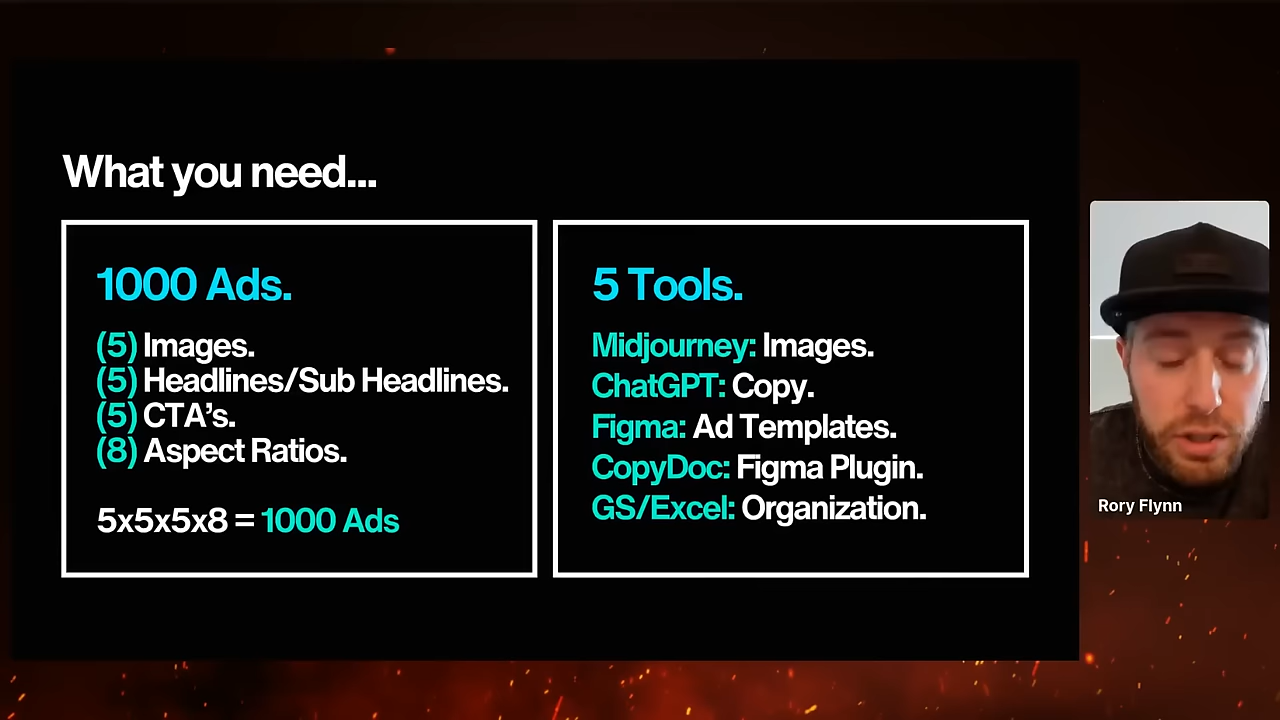 What you need...
1000 Ads.
(5) Images.
(5) Headlines/Sub Headlines.
(5) CTA’s.
(8) Aspect Ratios.
5x5x5x8 = 1000 Ads
5 Tools.
Midjourney: Images.
ChatGPT: Copy.
Figma: Ad Templates.
CopyDoc: Figma Plugin.
GS/Excel: Organization.
Rory Flynn